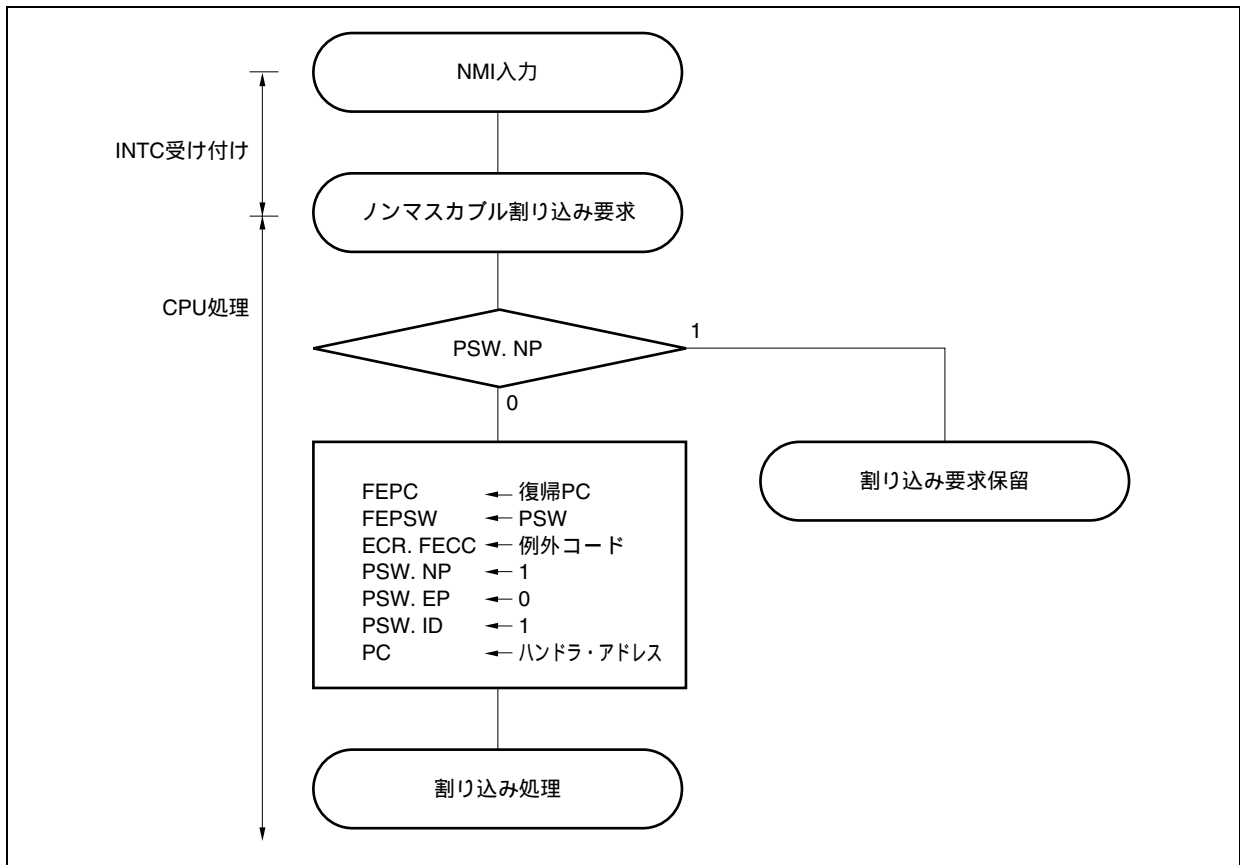 NMI入力
INTC受け付け
ノンマスカブル割り込み要求
CPU処理
PSW. NP
1
0
FEPC ← 復帰PC
FEPSW ← PSW
ECR. FECC ← 例外コード
PSW. NP ← 1
PSW. EP ← 0
PSW. ID ← 1
PC ← ハンドラ・アドレス
割り込み要求保留
割り込み処理